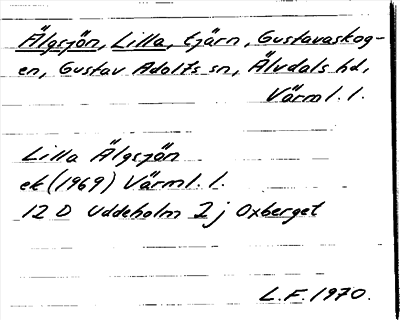 Älgsjön, Lilla, tjärn, Gustavaskog-
en, Gustav Adolfs sn, Älvdals hd,
Värml. l.
Lilla Älgsjön
ek (1969) Värml. l.
12 D Uddeholm 2 j Oxberget
L.F. 1970.